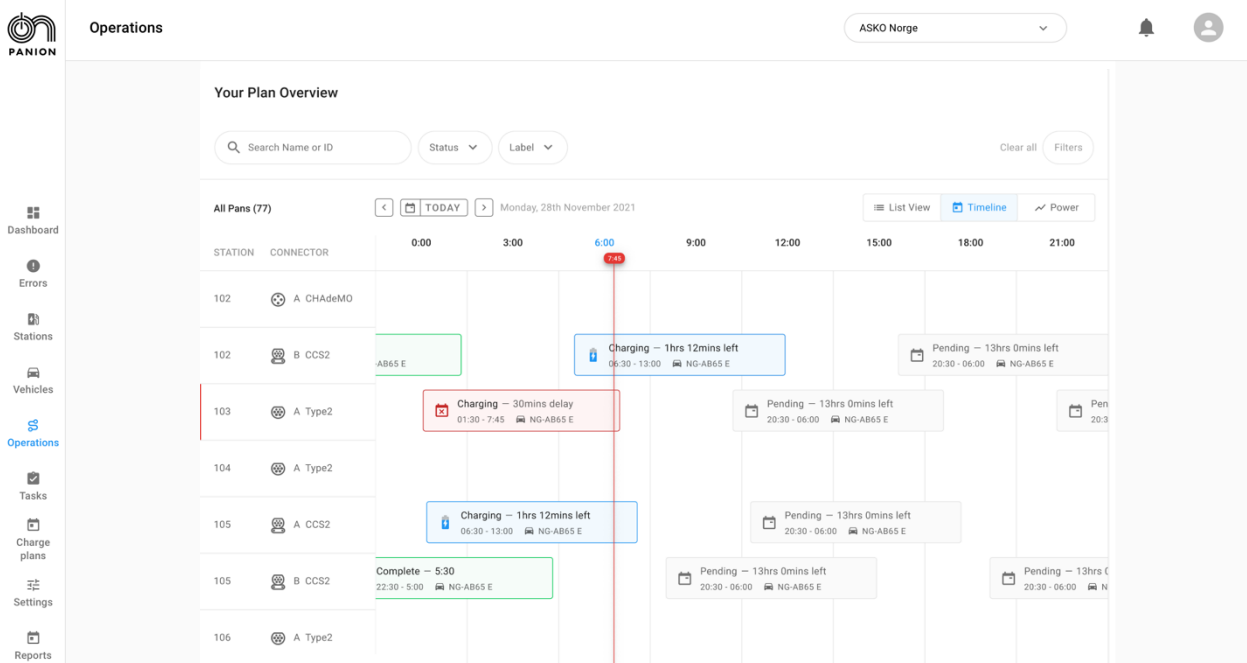 PANION
Operations
ASKO Norge
Your Plan Overview
Search Name or ID
Status
Label
Clear all
Filters
All Pans (77)
TODAY
Monday, 28th November 2021
List View
Timeline
Power
STATION
CONNECTOR
0:00
3:00
6:00
9:00
12:00
15:00
18:00
21:00
7:45
102
A CHAdeMO
102
B CCS2
-AB65 E
Charging — 1hrs 12mins left
06:30 - 13:00 NG-AB65 E
Pending — 13hrs 0mins left
20:30 - 06:00 NG-AB65 E
103
A Type2
Charging — 30mins delay
01:30 - 7:45 NG-AB65 E
Pending — 13hrs 0mins left
20:30 - 06:00 NG-AB65 E
Pen
20:3
104
A Type2
105
A CCS2
Charging — 1hrs 12mins left
06:30 - 13:00 NG-AB65 E
Pending — 13hrs 0mins left
20:30 - 06:00 NG-AB65 E
105
B CCS2
Complete — 5:30
22:30 - 5:00 NG-AB65 E
Pending — 13hrs 0mins left
20:30 - 06:00 NG-AB65 E
Pending — 13hrs 0
20:30 - 06:00 N
106
A Type2
Dashboard
Errors
Stations
Vehicles
Operations
Tasks
Charge
plans
Settings
Reports